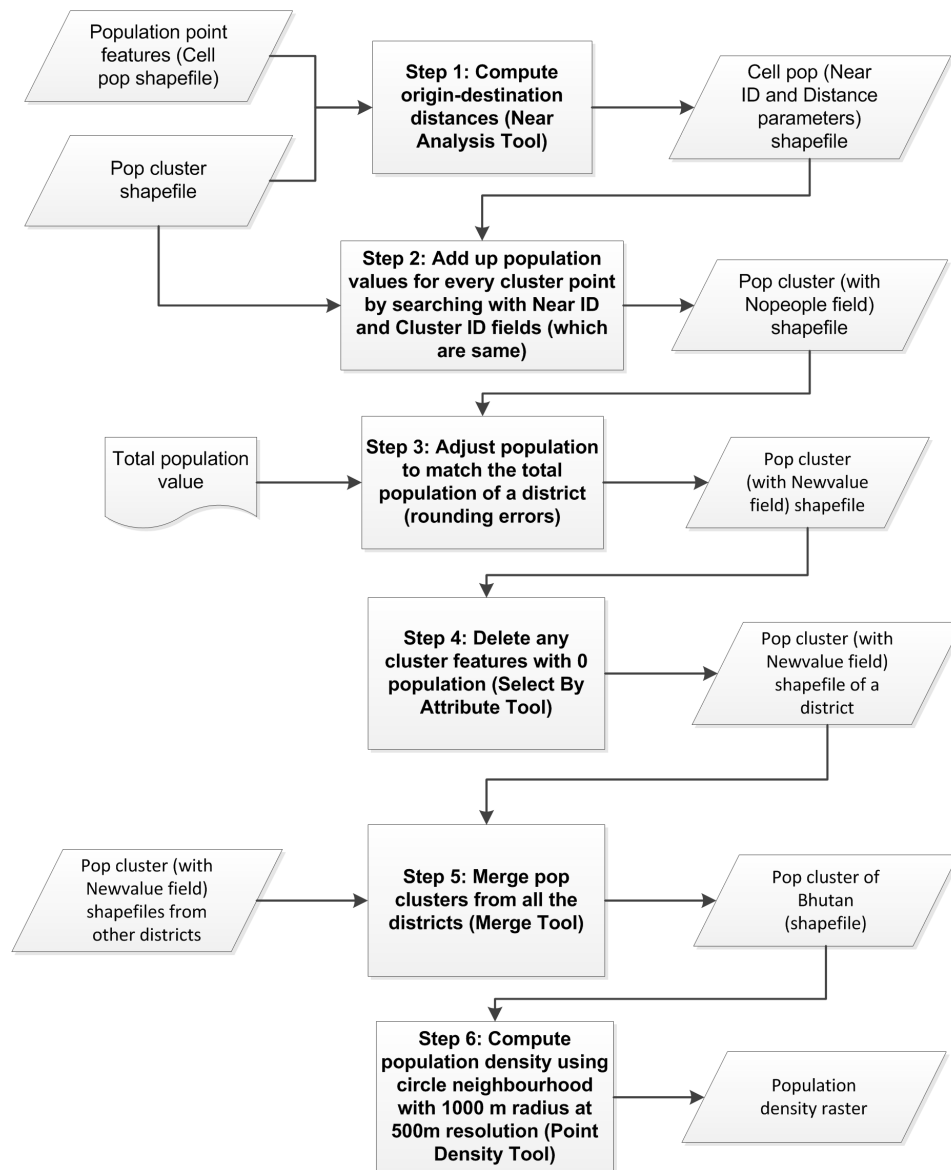 Population point
features (Cell
pop shapefile)
Step 1: Compute
origin-destination
distances (Near
Analysis Tool)
Cell pop (Near
ID and Distance
parameters)
shapefile
Pop cluster
shapefile
Step 2: Add up population
values for every cluster point
by searching with Near ID
and Cluster ID fields (which
are same)
Pop cluster (with
Nopeople field)
shapefile
Total population
value
Step 3: Adjust population
to match the total
population of a district
(rounding errors)
Pop cluster
(with Newvalue
field) shapefile
Step 4: Delete any
cluster features with 0
population (Select By
Attribute Tool)
Pop cluster (with
Newvalue field)
shapefile of a
district
Pop cluster (with
Newvalue field)
shapefiles from
other districts
Step 5: Merge pop
clusters from all the
districts (Merge Tool)
Pop cluster of
Bhutan
(shapefile)
Step 6: Compute
population density using
circle neighbourhood
with 1000 m radius at
500m resolution (Point
Density Tool)
Population
density raster